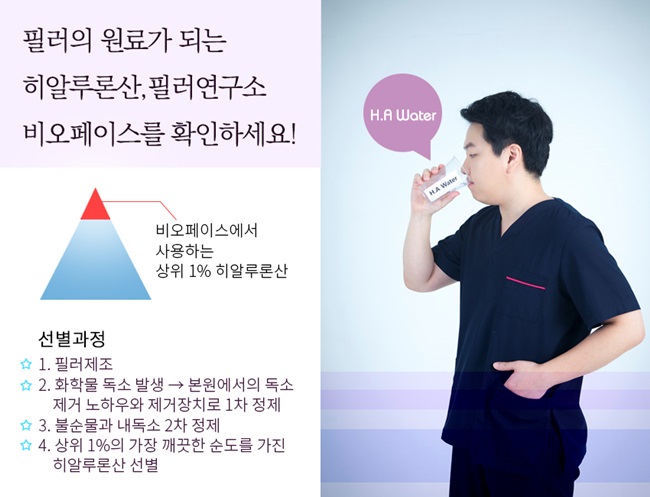 필러의 원료가 되는
히알루론산,필러연구소
비오페이스를 확인하세요!
비오페이스에서
사용하는
상위 1% 히알루론산
선별과정
1. 필러제조
2. 화학물 독소 발생 → 본원에서의 독소
제거 노하우와 제거장치로 1차 정제
3. 불순물과 내독소 2차 정제
4. 상위 1%의 가장 깨끗한 순도를 가진
히알루론산 선별
H.A Water
H.A Water